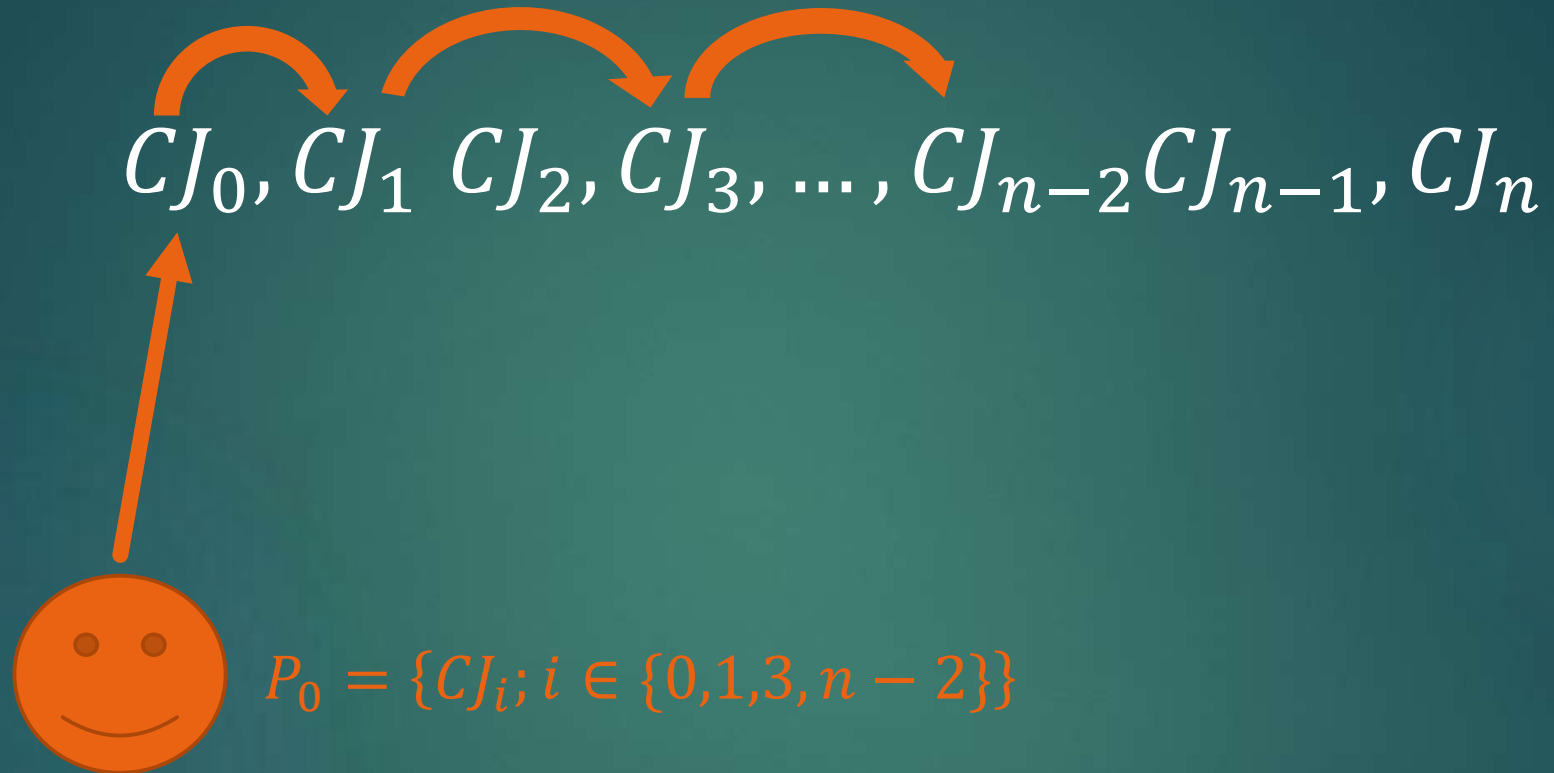 CJ₀, CJ₁ CJ₂, CJ₃, … , CJₙ₋₂CJₙ₋₁, CJₙ
P₀ = {CJᵢ; i ∈ {0,1,3, n − 2}}